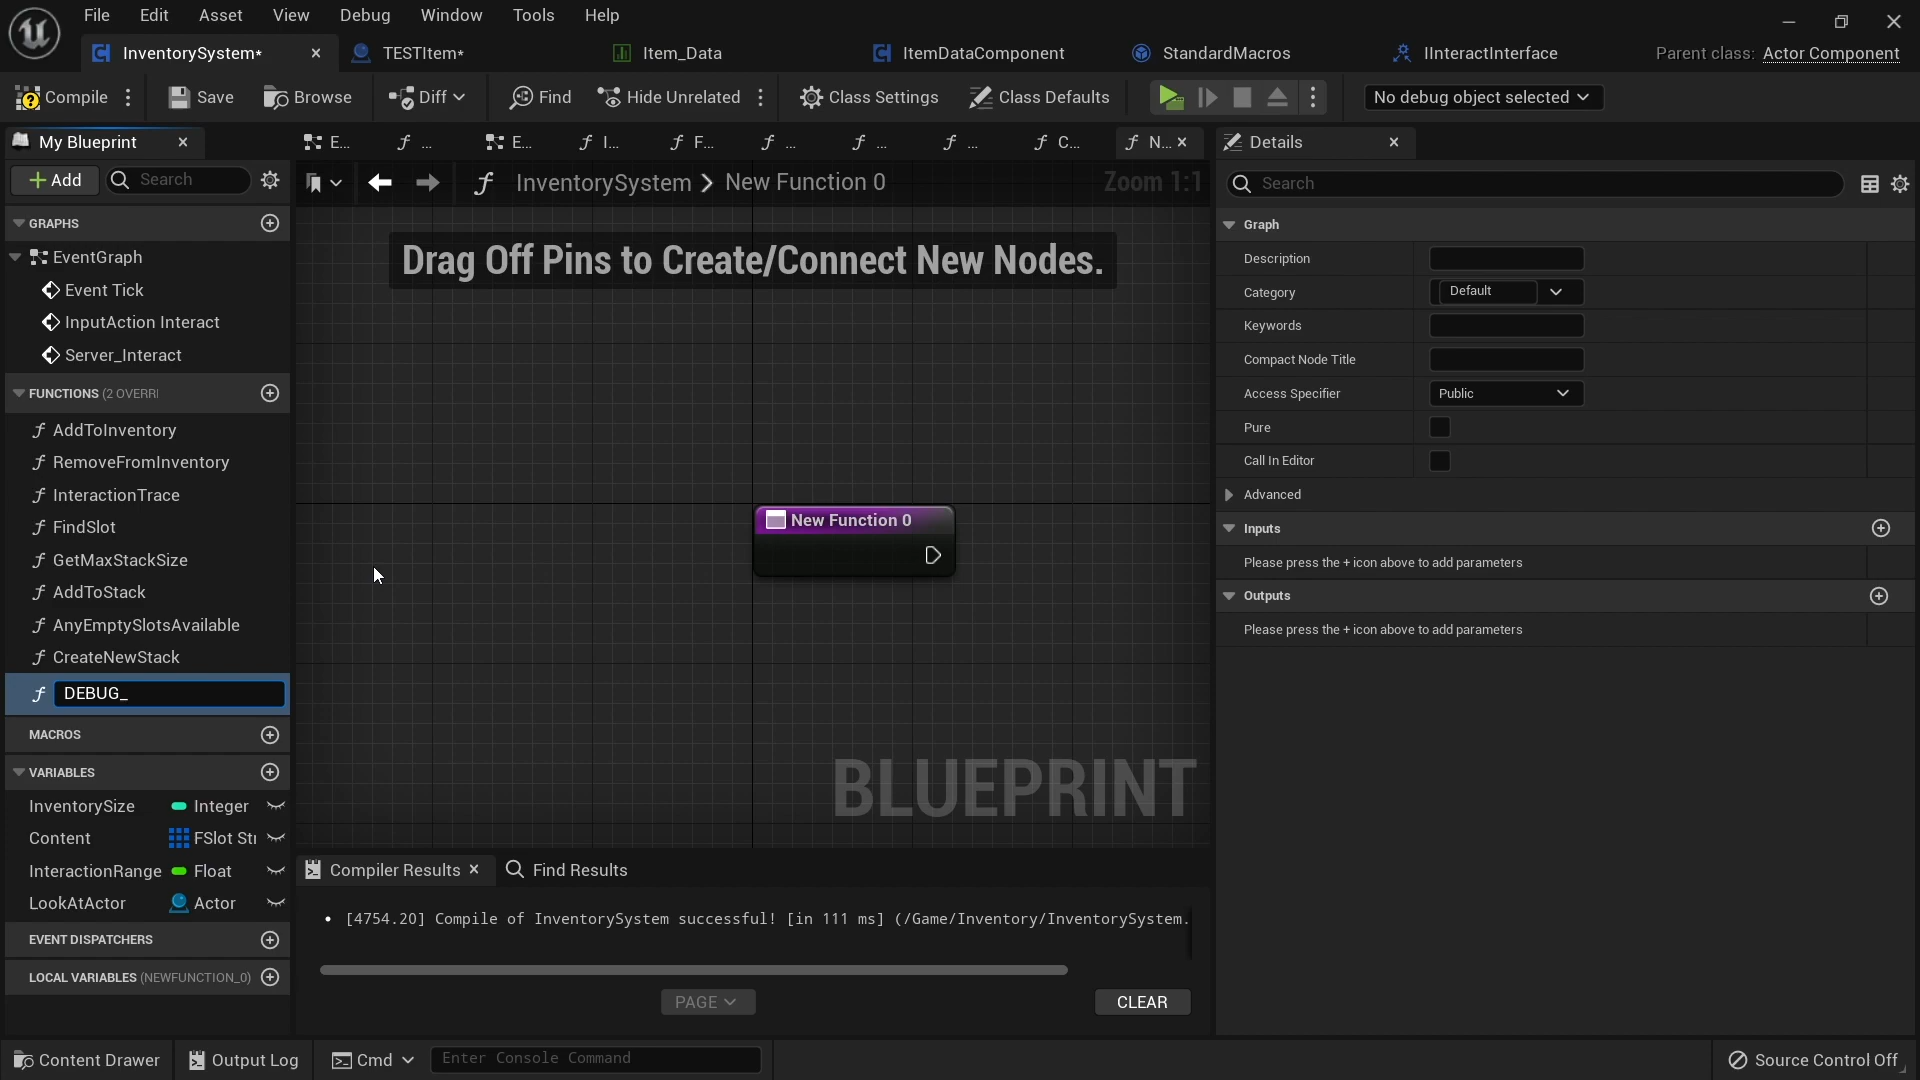 File Edit Asset View Debug Window Tools Help
InventorySystem* TESTItem* Item_Data ItemDataComponent StandardMacros IInteractInterface Parent class: Actor Component
Compile Save Browse Diff Find Hide Unrelated Class Settings Class Defaults No debug object selected
My Blueprint E... ... E... I... F... ... ... ... C... N... Details
Add Search InventorySystem New Function 0 Zoom 1:1 Search
GRAPHS
EventGraph
Event Tick
InputAction Interact
Server_Interact
FUNCTIONS (2 OVERRI
AddToInventory
RemoveFromInventory
InteractionTrace
FindSlot
GetMaxStackSize
AddToStack
AnyEmptySlotsAvailable
CreateNewStack
DEBUG_
MACROS
VARIABLES
InventorySize Integer
Content FSlot Str
InteractionRange Float
LookAtActor Actor
EVENT DISPATCHERS
LOCAL VARIABLES (NEWFUNCTION_0)
Drag Off Pins to Create/Connect New Nodes.
New Function 0
BLUEPRINT
Compiler Results Find Results
[4754.20] Compile of InventorySystem successful! [in 111 ms] (/Game/Inventory/InventorySystem.
PAGE CLEAR
Graph
Description
Category Default
Keywords
Compact Node Title
Access Specifier Public
Pure
Call In Editor
Advanced
Inputs
Please press the + icon above to add parameters
Outputs
Please press the + icon above to add parameters
Content Drawer Output Log Cmd Enter Console Command Source Control Off